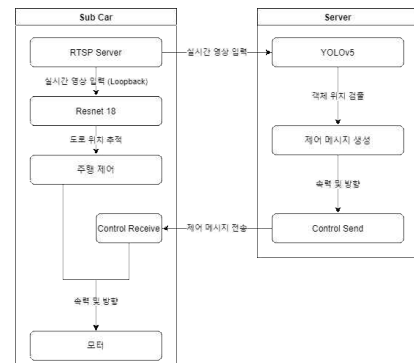 Sub Car
Server
RTSP Server
실시간 영상 입력
YOLOv5
실시간 영상 입력 (Loopback)
객체 위치 검출
Resnet 18
도로 위치 추적
제어 메시지 생성
주행 제어
속력 및 방향
Control Receive
제어 메시지 전송
Control Send
속력 및 방향
모터